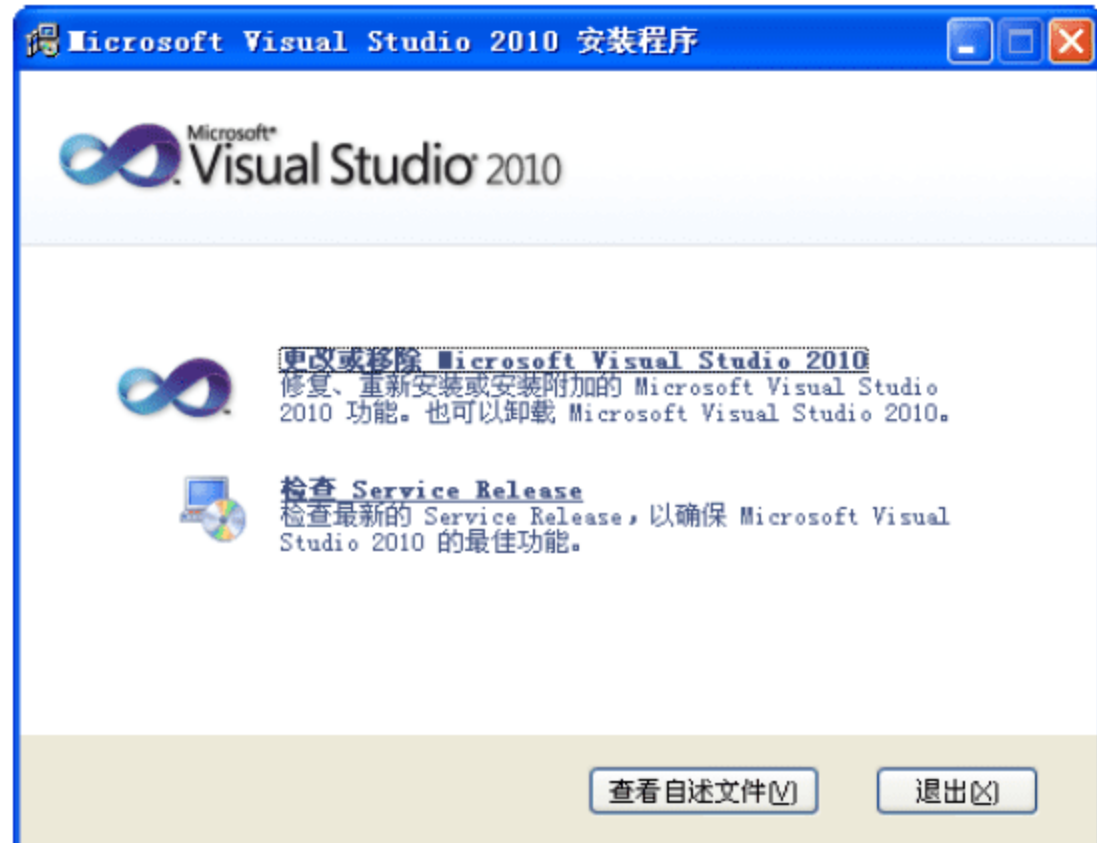 Microsoft Visual Studio 2010 安装程序
Microsoft®
Visual Studio® 2010
更改或移除 Microsoft Visual Studio 2010
修复、重新安装或安装附加的 Microsoft Visual Studio
2010 功能。也可以卸载 Microsoft Visual Studio 2010。
检查 Service Release
检查最新的 Service Release，以确保 Microsoft Visual
Studio 2010 的最佳功能。
查看自述文件(V) 退出(X)